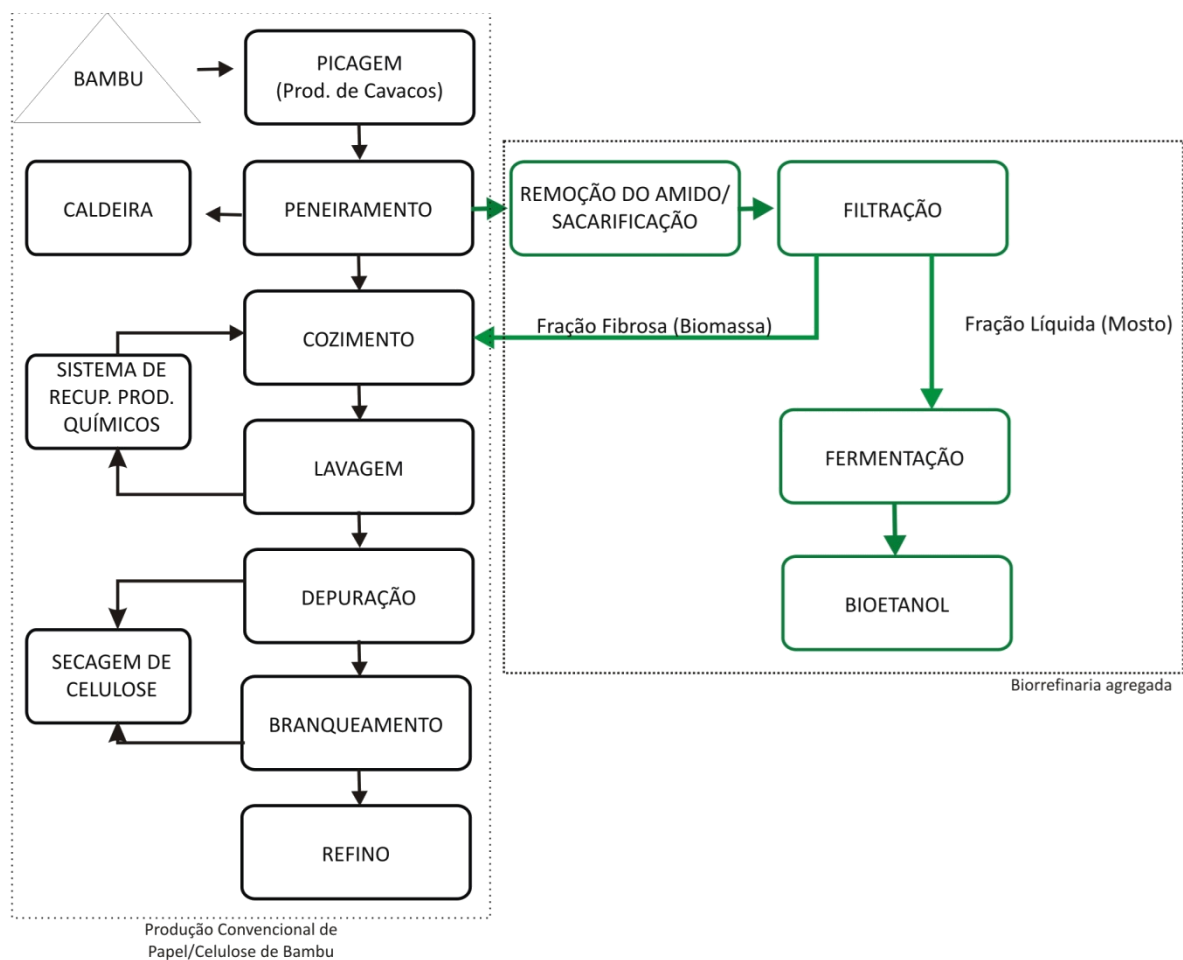 BAMBU
PICAGEM
(Prod. de Cavacos)
CALDEIRA
PENEIRAMENTO
REMOÇÃO DO AMIDO/
SACARIFICAÇÃO
FILTRAÇÃO
COZIMENTO
Fração Fibrosa (Biomassa)
Fração Líquida (Mosto)
SISTEMA DE
RECUP. PROD.
QUÍMICOS
LAVAGEM
FERMENTAÇÃO
DEPURAÇÃO
BIOETANOL
SECAGEM DE
CELULOSE
BRANQUEAMENTO
Biorrefinaria agregada
REFINO
Produção Convencional de
Papel/Celulose de Bambu